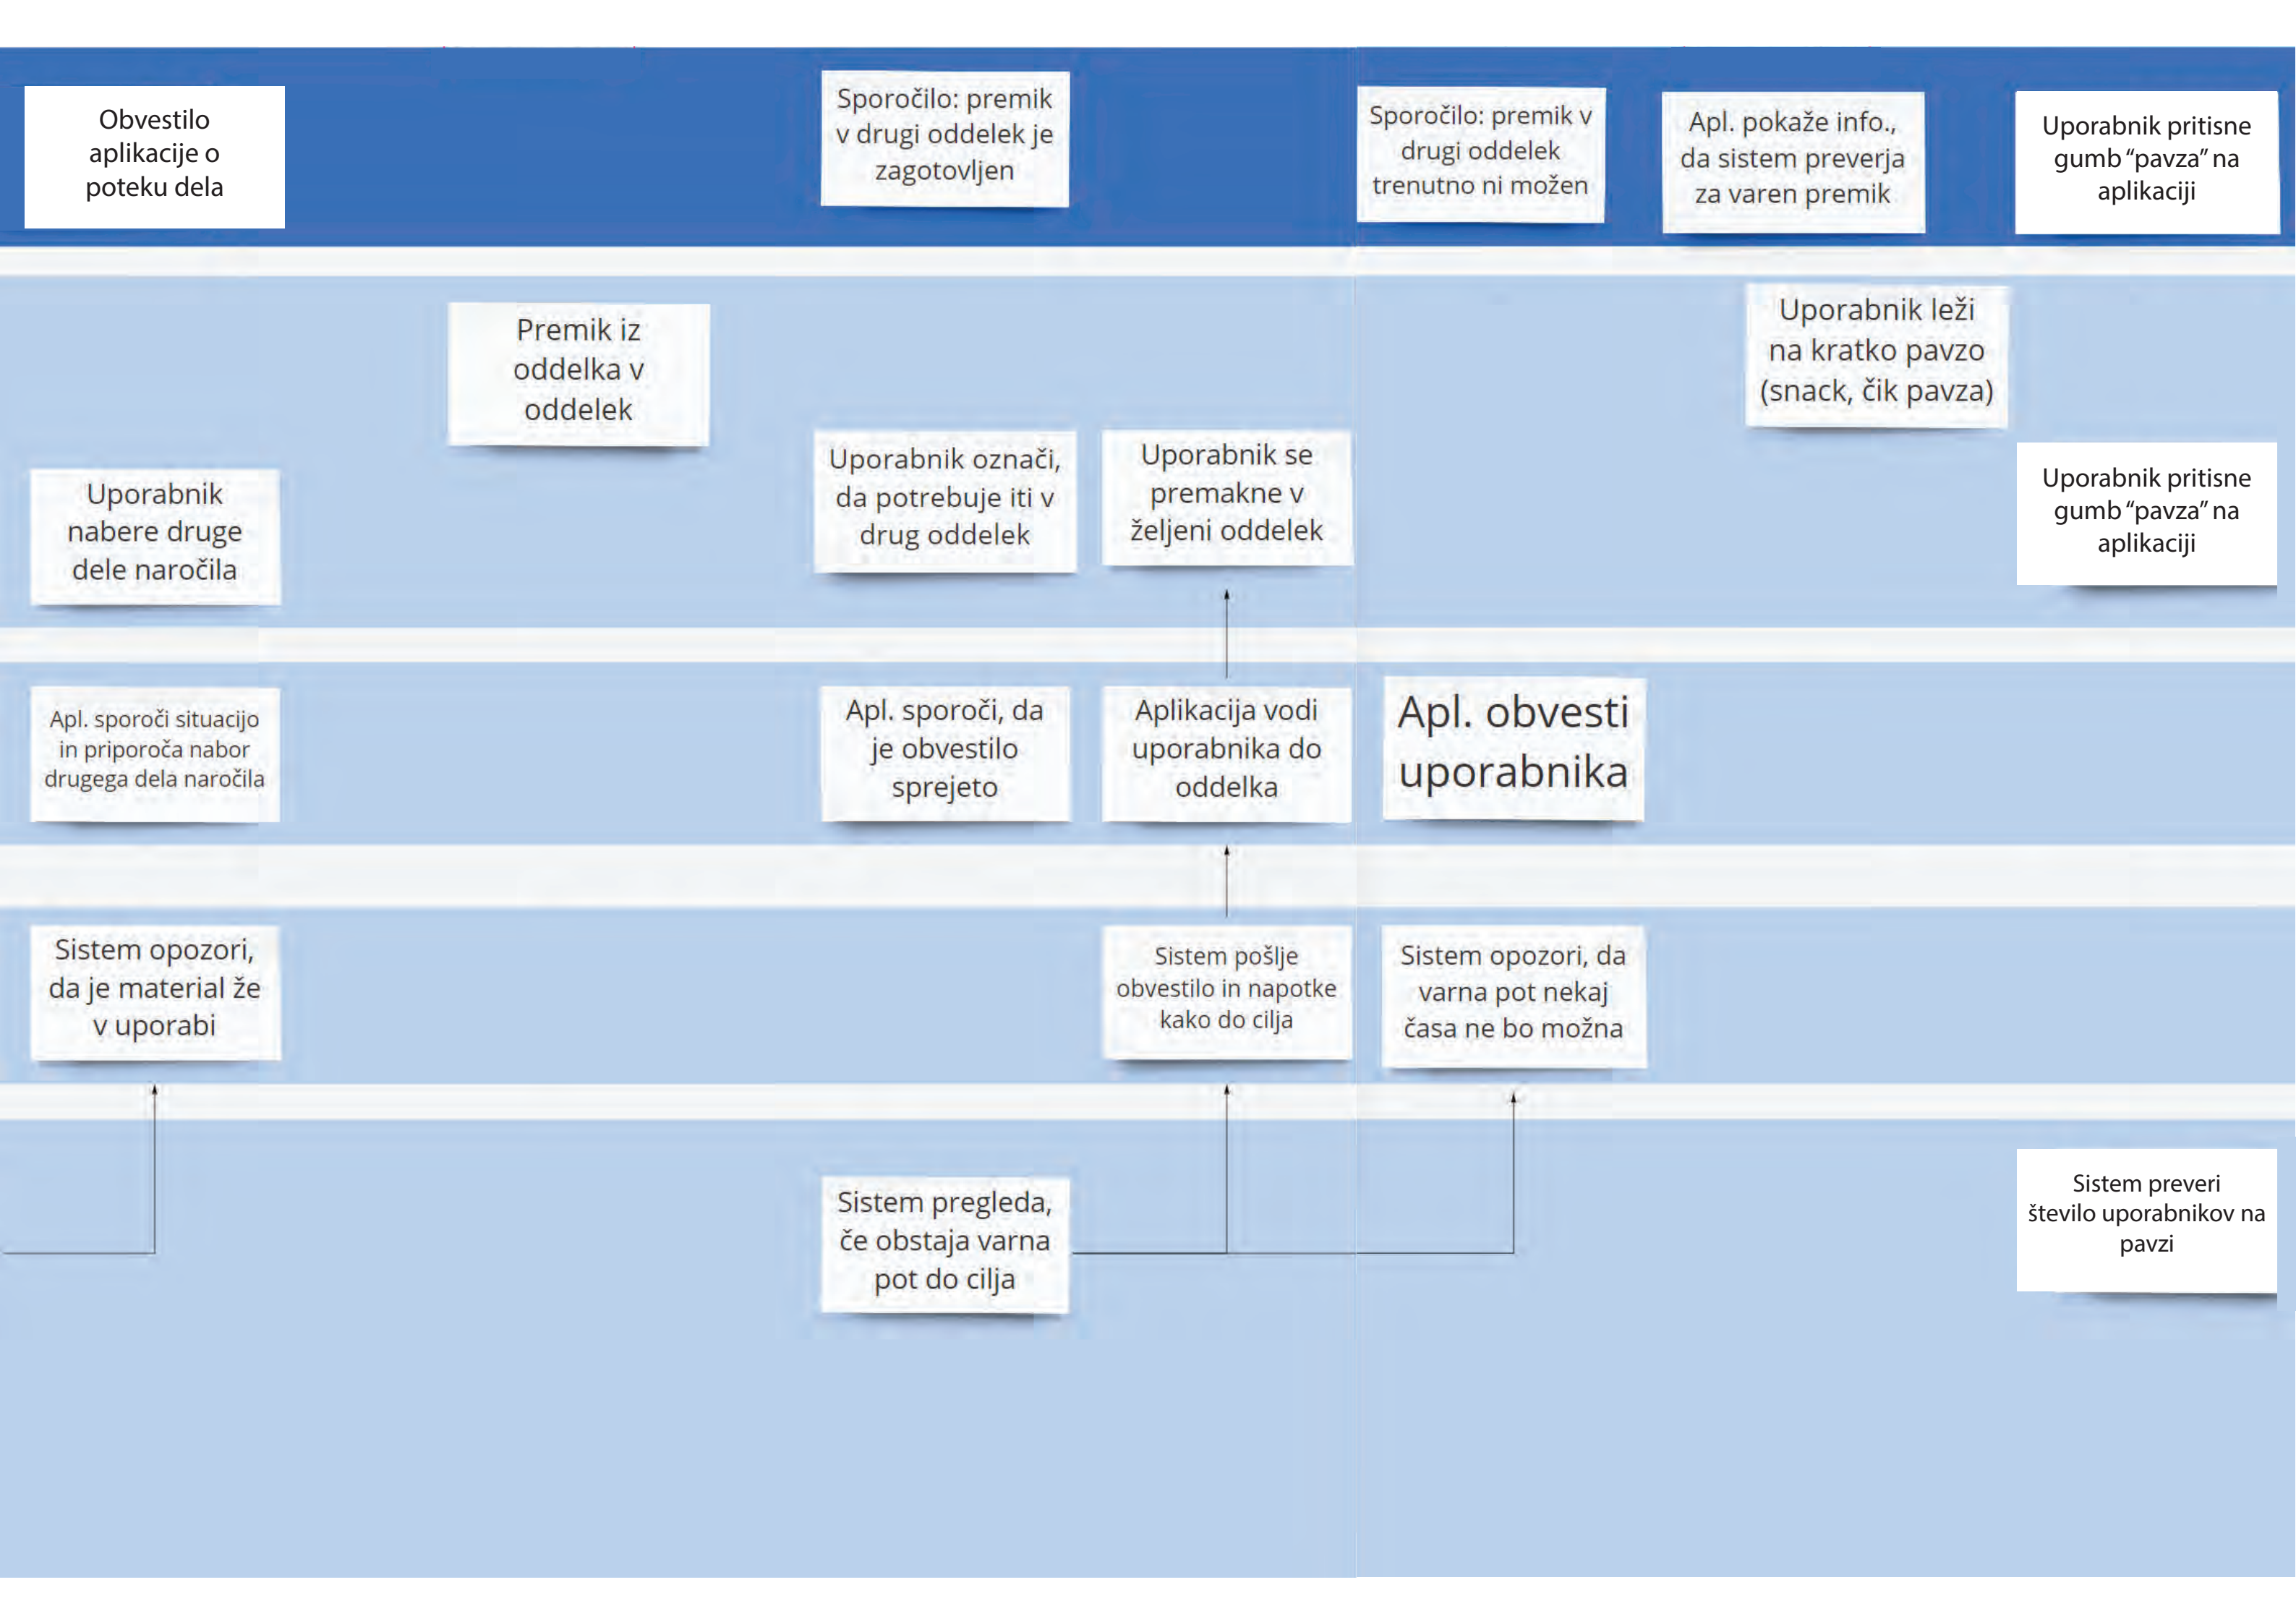 Obvestilo
aplikacije o
poteku dela
Sporočilo: premik
v drugi oddelek je
zagotovljen
Sporočilo: premik v
drugi oddelek
trenutno ni možen
Apl. pokaže info.,
da sistem preverja
za varen premik
Uporabnik pritisne
gumb “pavza” na
aplikaciji
Premik iz
oddelka v
oddelek
Uporabnik leži
na kratko pavzo
(snack, čik pavza)
Uporabnik
nabere druge
dele naročila
Uporabnik označi,
da potrebuje iti v
drug oddelek
Uporabnik se
premakne v
željeni oddelek
Uporabnik pritisne
gumb “pavza” na
aplikaciji
Apl. sporoči situacijo
in priporoča nabor
drugega dela naročila
Apl. sporoči, da
je obvestilo
sprejeto
Aplikacija vodi
uporabnika do
oddelka
Apl. obvesti
uporabnika
Sistem opozori,
da je material že
v uporabi
Sistem pošlje
obvestilo in napotke
kako do cilja
Sistem opozori, da
varna pot nekaj
časa ne bo možna
Sistem pregleda,
če obstaja varna
pot do cilja
Sistem preveri
število uporabnikov na
pavzi